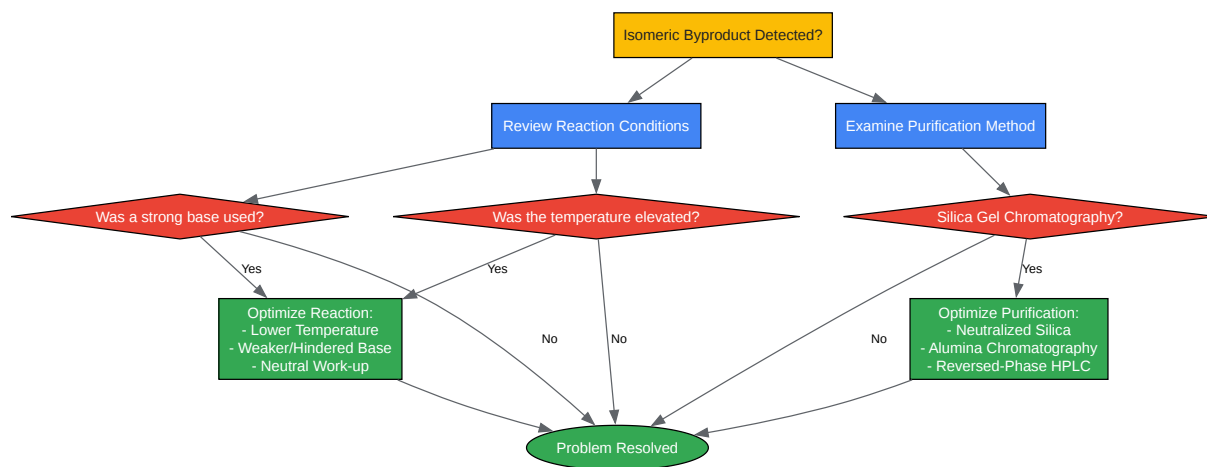 Isomeric Byproduct Detected?
Review Reaction Conditions
Examine Purification Method
Was a strong base used?
Was the temperature elevated?
Silica Gel Chromatography?
Yes
Yes
Yes
Optimize Reaction:
- Lower Temperature
- Weaker/Hindered Base
- Neutral Work-up
No
No
No
Optimize Purification:
- Neutralized Silica
- Alumina Chromatography
- Reversed-Phase HPLC
Problem Resolved